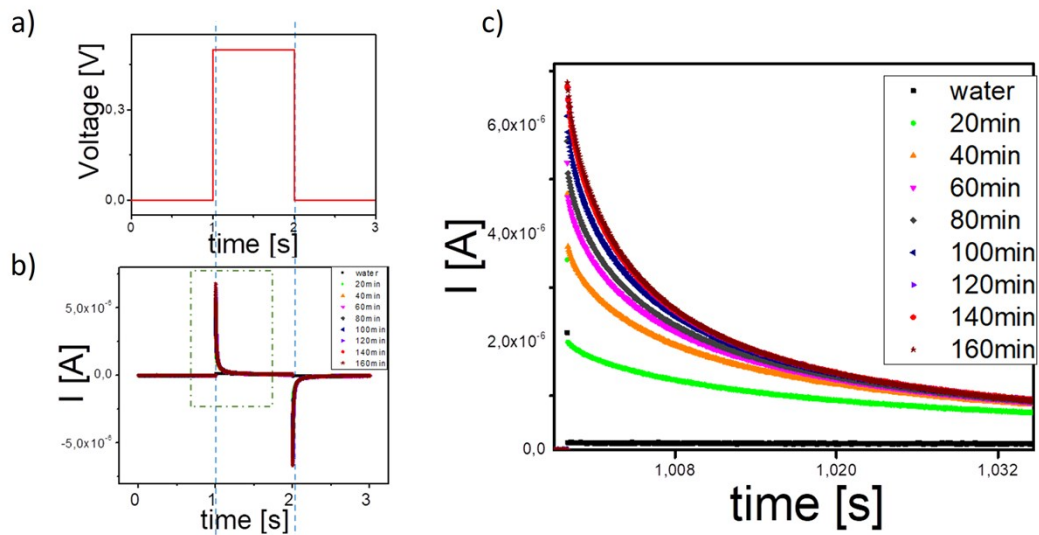 a)
Voltage [V]
0.3
0.0
0
1
2
3
time [s]
b)
I [A]
5,0x10⁻⁶
0,0
-5,0x10⁻⁶
0
1
2
3
time [s]
water
20min
40min
60min
80min
100min
120min
140min
160min
c)
I [A]
6,0x10⁻⁶
4,0x10⁻⁶
2,0x10⁻⁶
0,0
1,008
1,020
1,032
time [s]
water
20min
40min
60min
80min
100min
120min
140min
160min